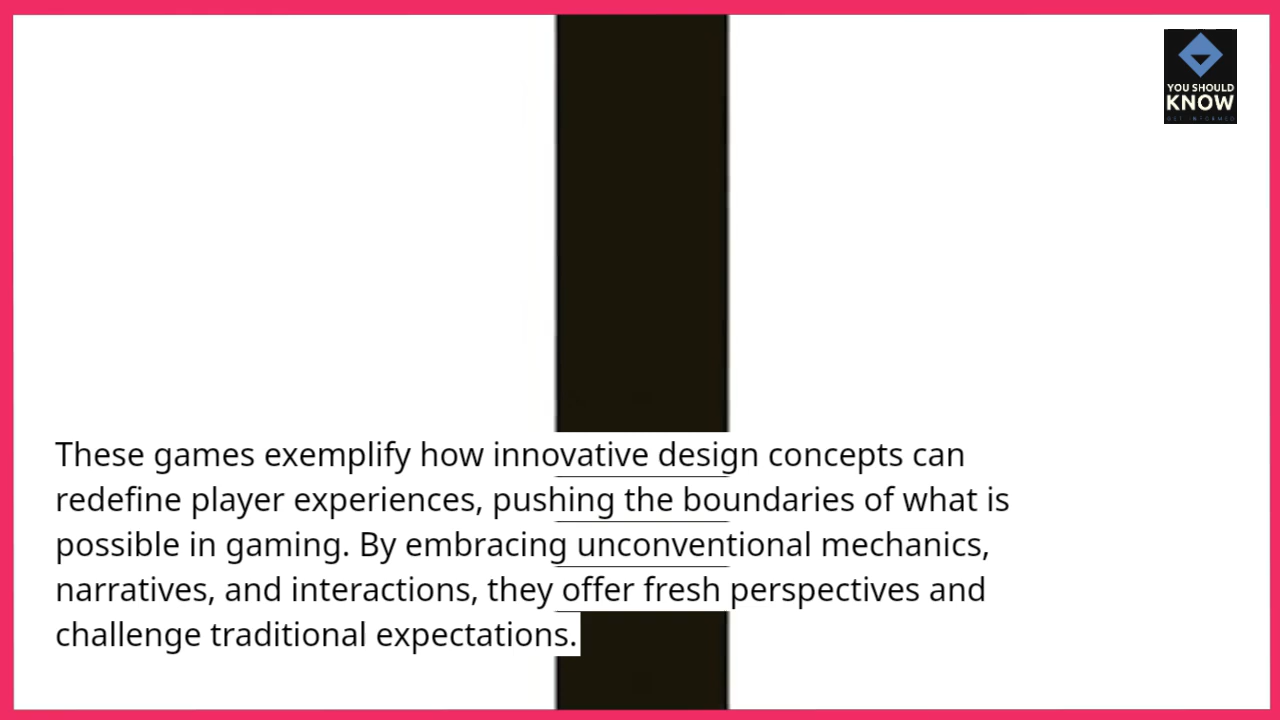 YOU SHOULD
KNOW
GET INFORMED
These games exemplify how innovative design concepts can
redefine player experiences, pushing the boundaries of what is
possible in gaming. By embracing unconventional mechanics,
narratives, and interactions, they offer fresh perspectives and
challenge traditional expectations.